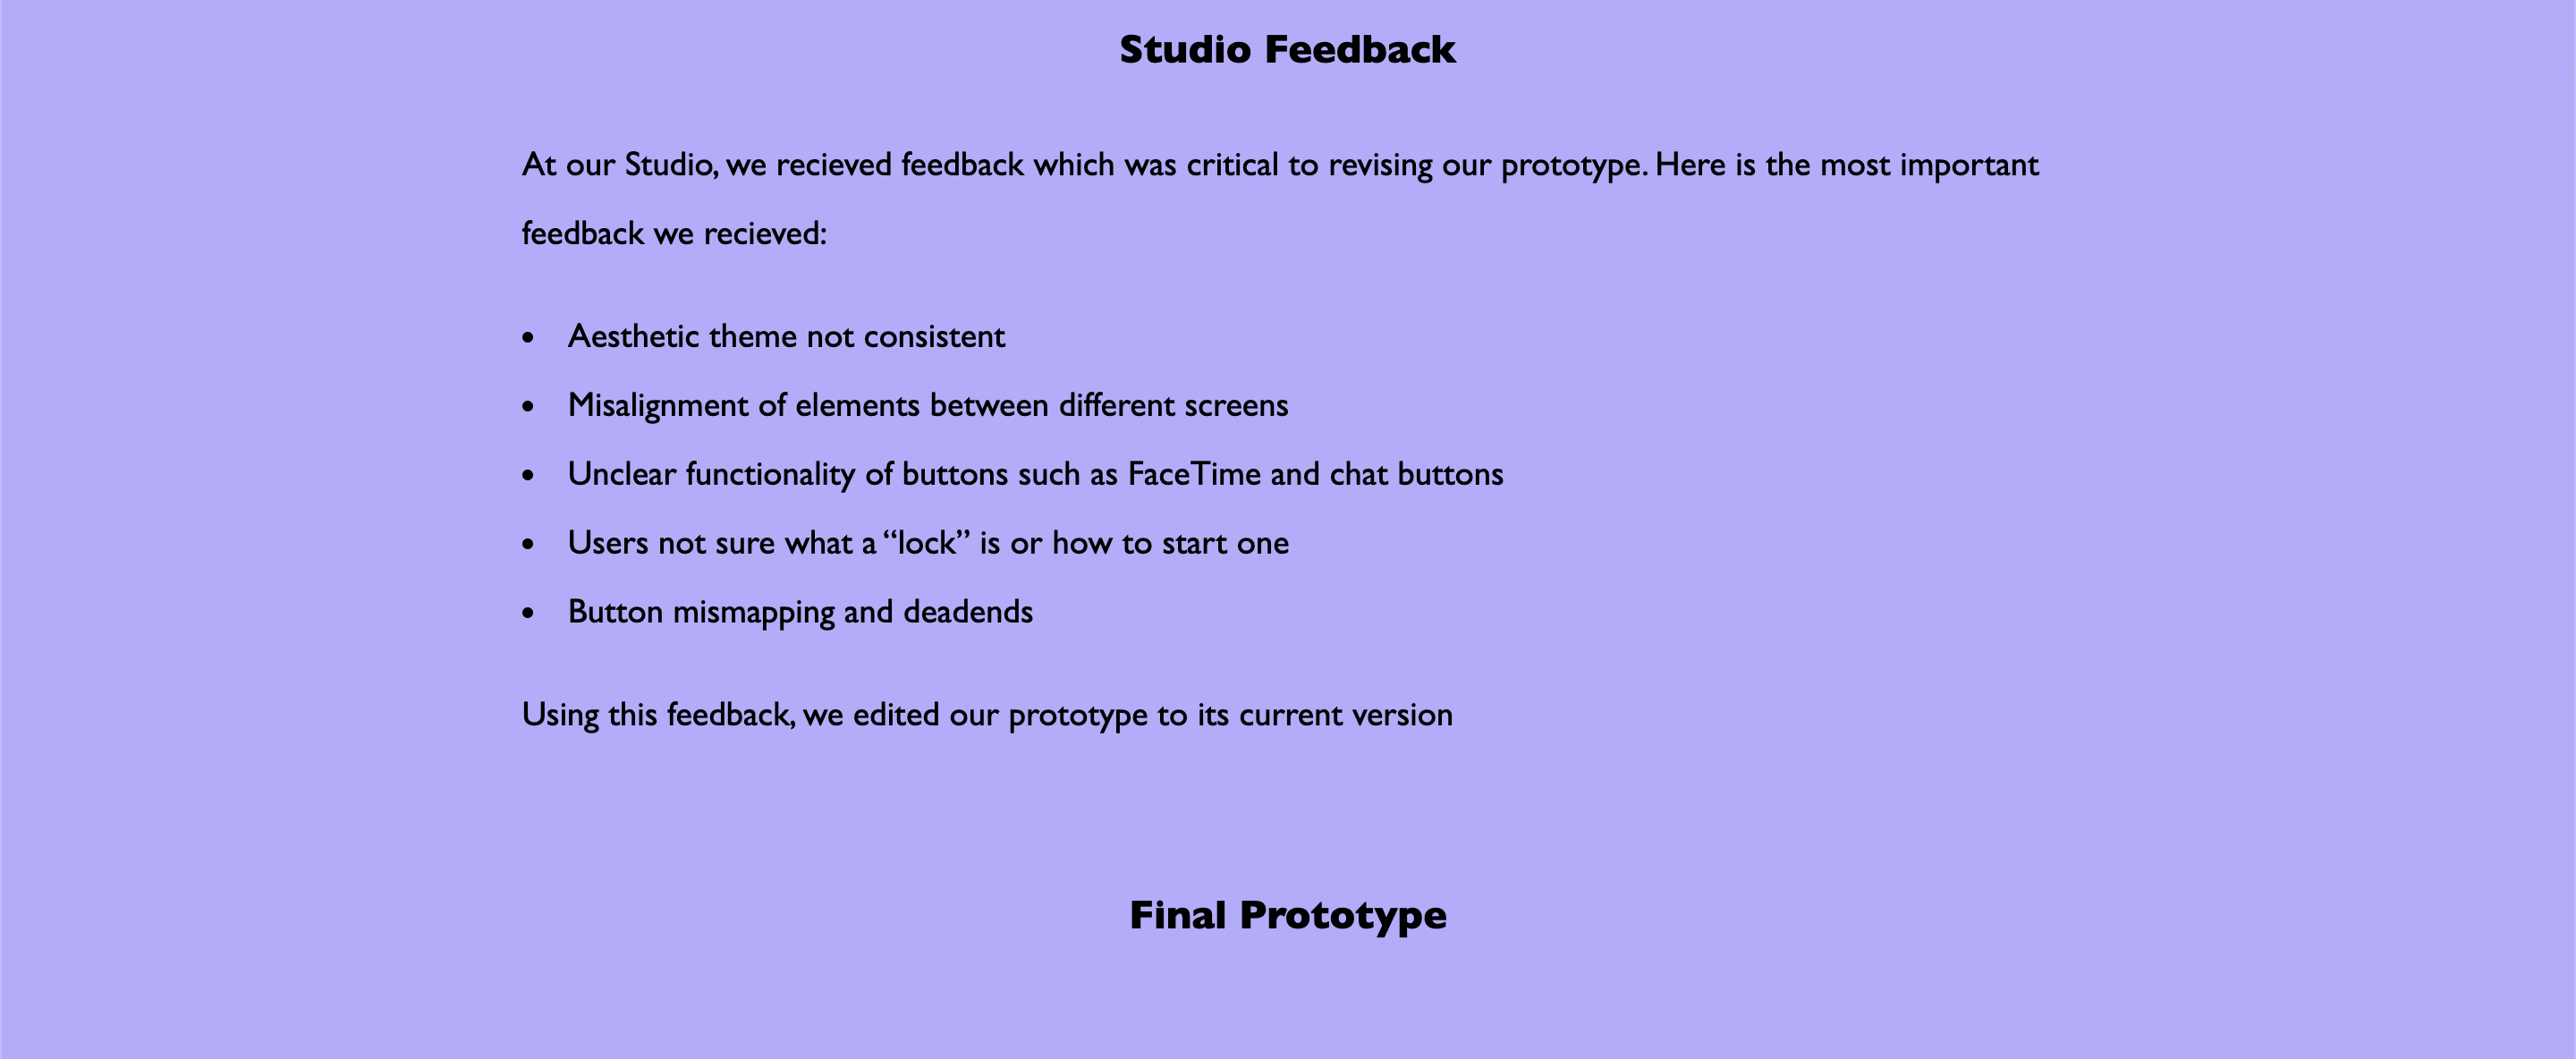 Studio Feedback
At our Studio, we recieved feedback which was critical to revising our prototype. Here is the most important
feedback we recieved:
• Aesthetic theme not consistent
• Misalignment of elements between different screens
• Unclear functionality of buttons such as FaceTime and chat buttons
• Users not sure what a “lock” is or how to start one
• Button mismapping and deadends
Using this feedback, we edited our prototype to its current version
Final Prototype